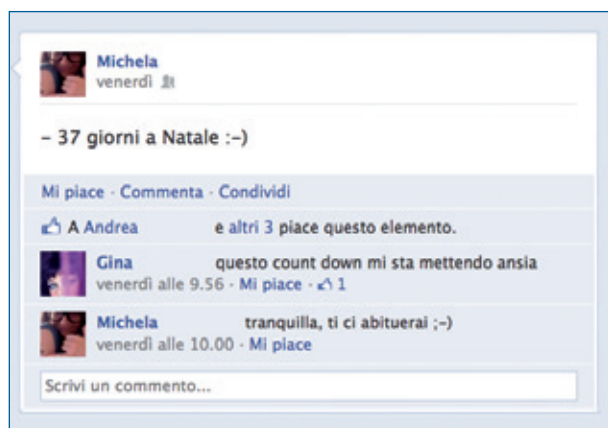 Michela
venerdì
– 37 giorni a Natale :-)
Mi piace · Commenta · Condividi
A Andrea e altri 3 piace questo elemento.
Gina questo count down mi sta mettendo ansia
venerdì alle 9.56 · Mi piace · 1
Michela tranquilla, ti ci abituerai ;-)
venerdì alle 10.00 · Mi piace
Scrivi un commento...